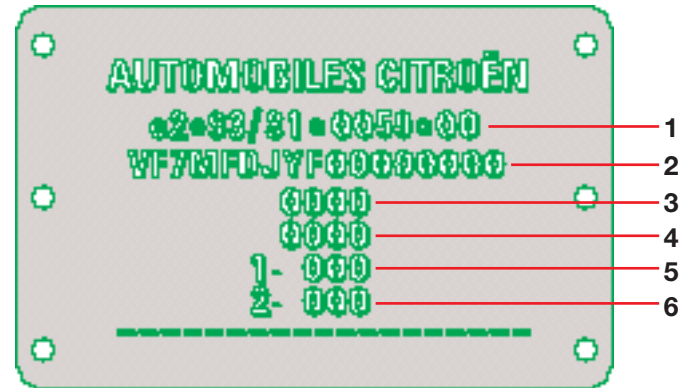 AUTOMOBILES CITROËN
e2*93/81*0050*00 1
VF7MFDJYF00000000 2
0000 3
0000 4
1- 000 5
2- 000 6